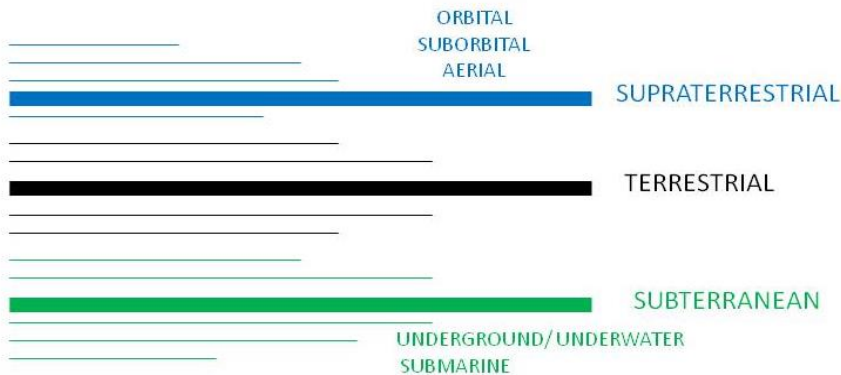 ORBITAL
SUBORBITAL
AERIAL
SUPRATERRESTRIAL
TERRESTRIAL
SUBTERRANEAN
UNDERGROUND/ UNDERWATER
SUBMARINE